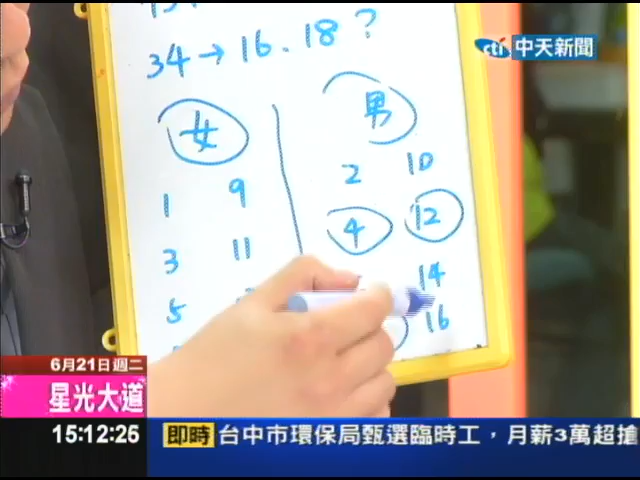 34→16、18?
女
男
1 9
2 10
3 11
4 12
5
14
16
cti 中天新聞
6月21日週二
星光大道
15:12:26
即時 台中市環保局甄選臨時工，月薪3萬超搶